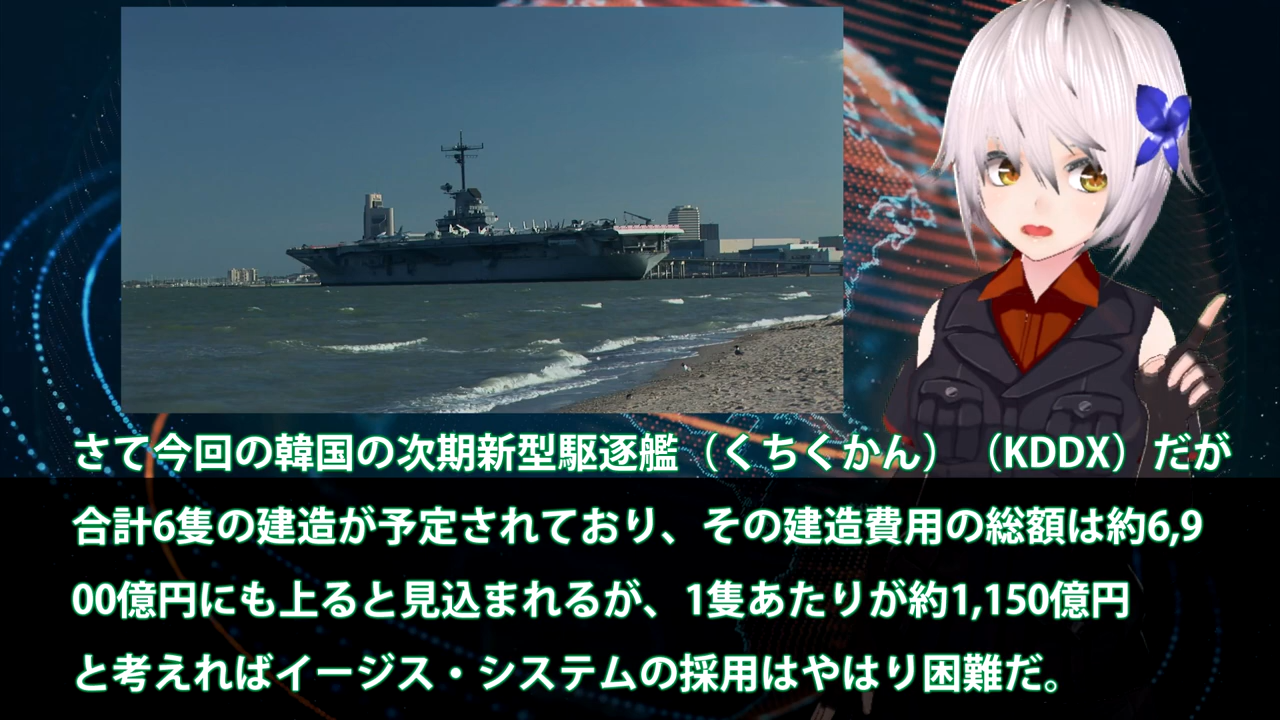 さて今回の韓国の次期新型駆逐艦（くちくかん）（KDDX）だが
合計6隻の建造が予定されており、その建造費用の総額は約6,9
00億円にも上ると見込まれるが、1隻あたりが約1,150億円
と考えればイージス・システムの採用はやはり困難だ。